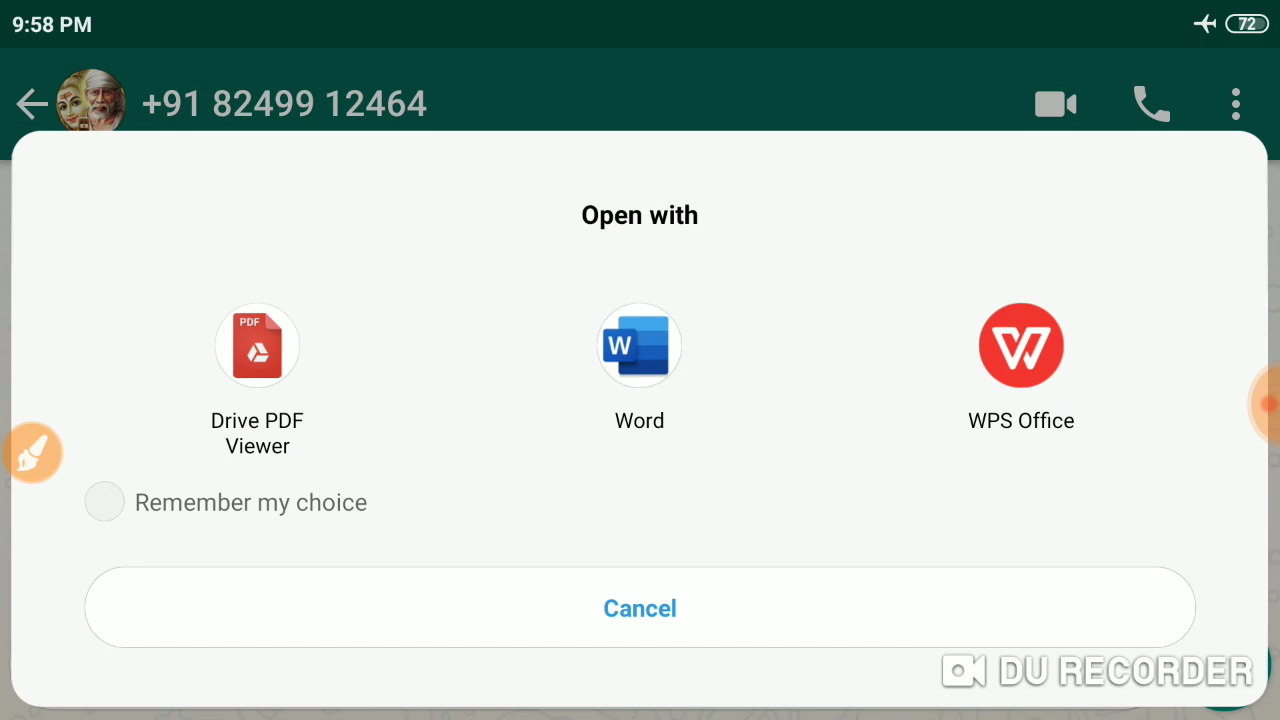 9:58 PM
72
+91 82499 12464
Open with
PDF
W
W
Drive PDF
Viewer
Word
WPS Office
Remember my choice
Cancel
DU RECORDER